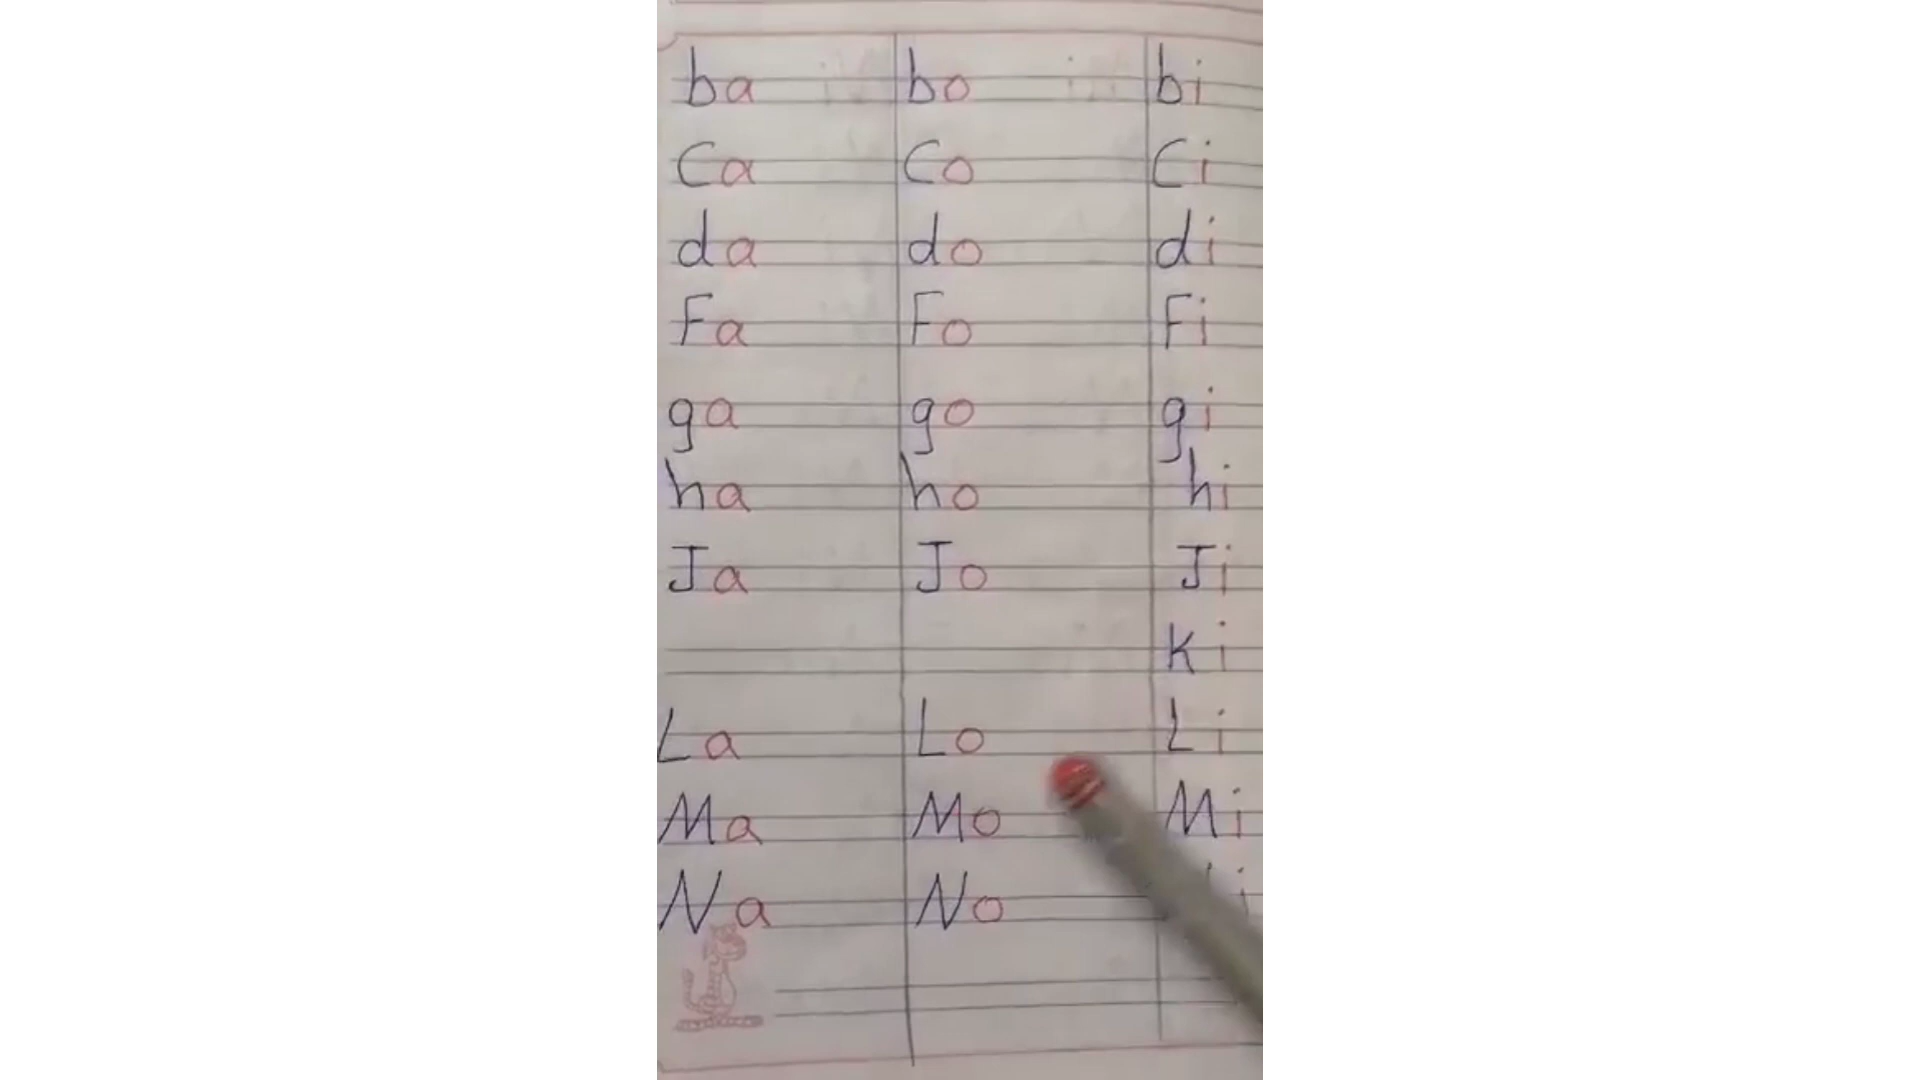 ba bo bi
Ca Co Ci
da do di
Fa Fo Fi
ga go gi
ha ho hi
Ja Jo Ji
Ki
La Lo Li
Ma Mo Mi
Na No